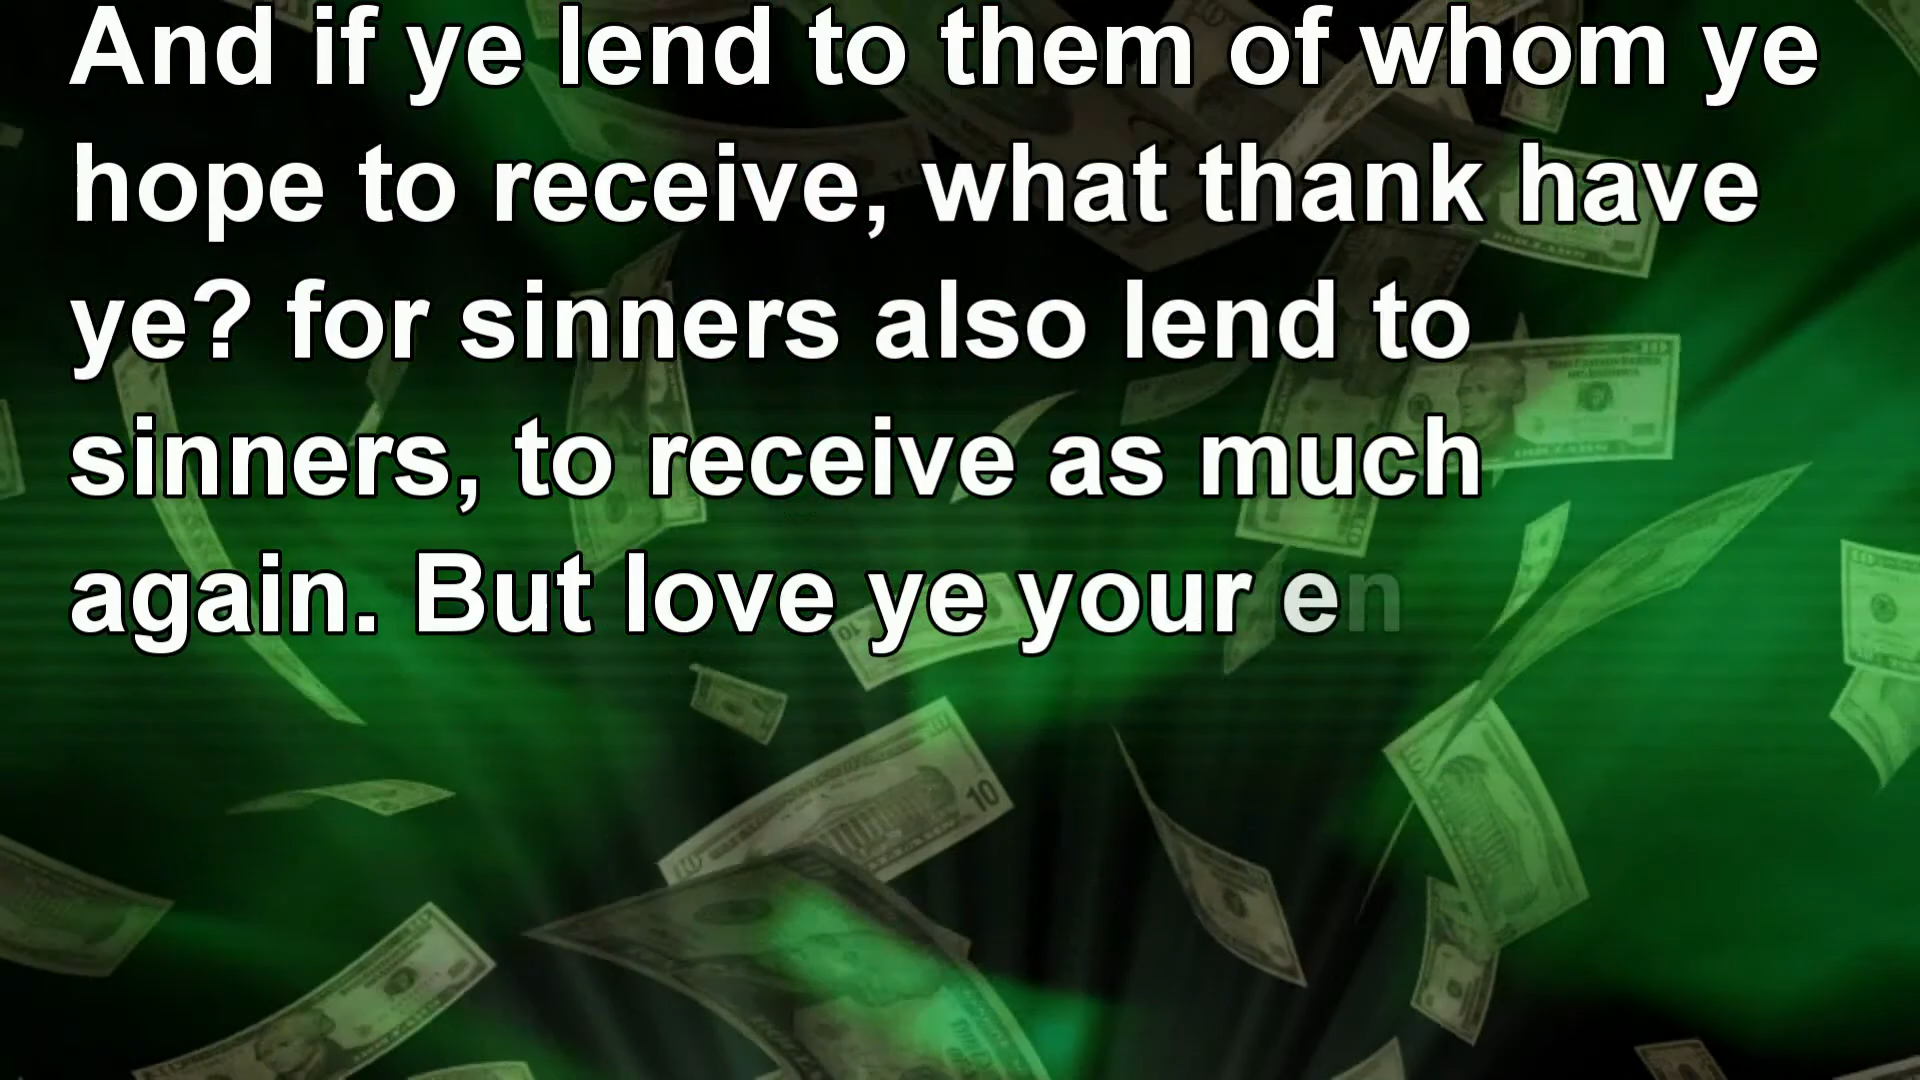 And if ye lend to them of whom ye
hope to receive, what thank have
ye? for sinners also lend to
sinners, to receive as much
again. But love ye your en